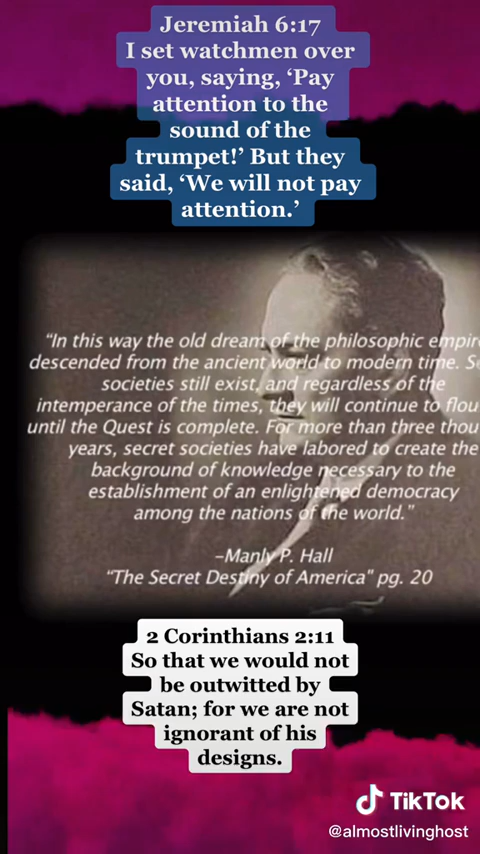 Jeremiah 6:17
I set watchmen over
you, saying, ‘Pay
attention to the
sound of the
trumpet!’ But they
said, ‘We will not pay
attention.’
“In this way the old dream of the philosophic
descended from the ancient world to modern time.
societies still exist, and regardless of the
intemperance of the times, they will continue to
until the Quest is complete. For more than three
years, secret societies have labored to create the
background of knowledge necessary to the
establishment of an enlightened democracy
among the nations of the world.”
–Manly P. Hall
“The Secret Destiny of America” pg. 20
2 Corinthians 2:11
So that we would not
be outwitted by
Satan; for we are not
ignorant of his
designs.
TikTok
@almostlivinghost